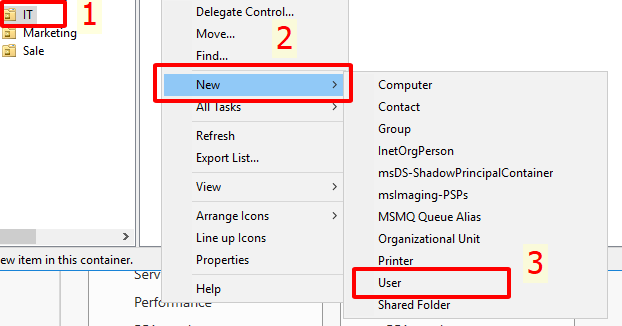 IT
1
Marketing
Sale
ew item in this container.
Delegate Control...
Move...
2
Find...
New
All Tasks
Refresh
Export List...
View
Arrange Icons
Line up Icons
Properties
Help
Computer
Contact
Group
InetOrgPerson
msDS-ShadowPrincipalContainer
msImaging-PSPs
MSMQ Queue Alias
Organizational Unit
Printer
3
User
Shared Folder
Serv
Performance